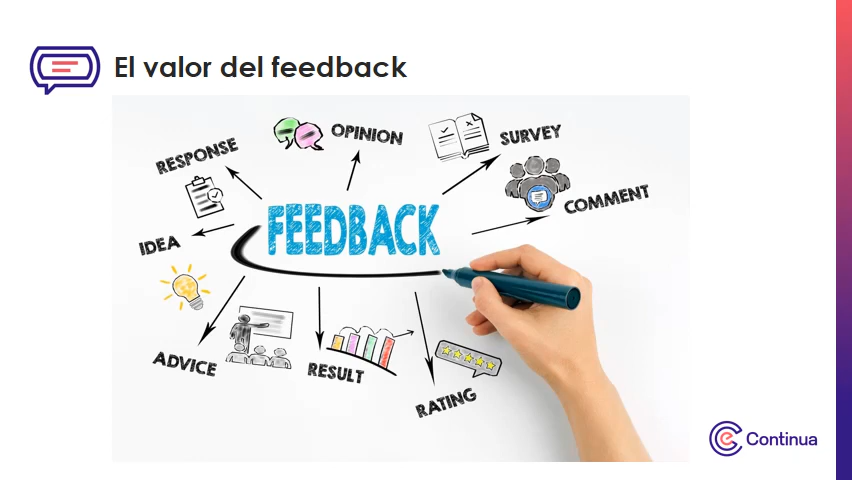 El valor del feedback
OPINION
SURVEY
RESPONSE
COMMENT
FEEDBACK
IDEA
ADVICE
RESULT
RATING
Continua